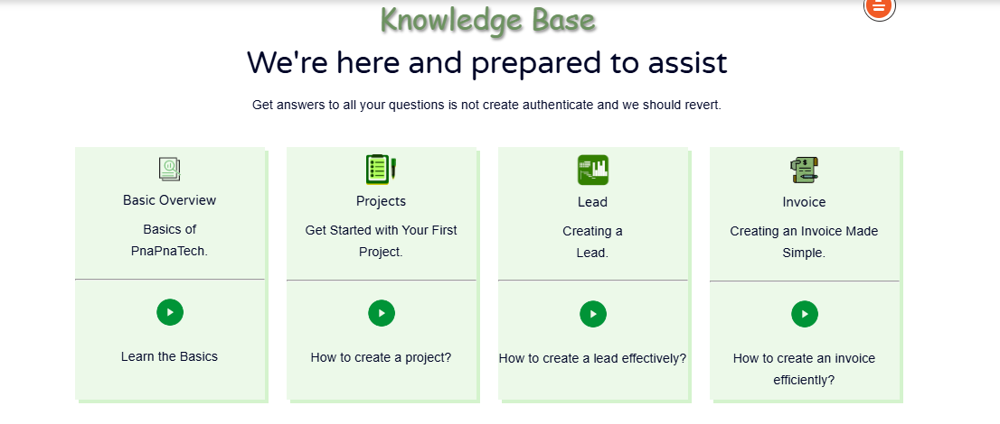 Knowledge Base
We're here and prepared to assist
Get answers to all your questions is not create authenticate and we should revert.
Basic Overview
Basics of
PnaPnaTech.
Learn the Basics
Projects
Get Started with Your First
Project.
How to create a project?
Lead
Creating a
Lead.
How to create a lead effectively?
Invoice
Creating an Invoice Made
Simple.
How to create an invoice
efficiently?